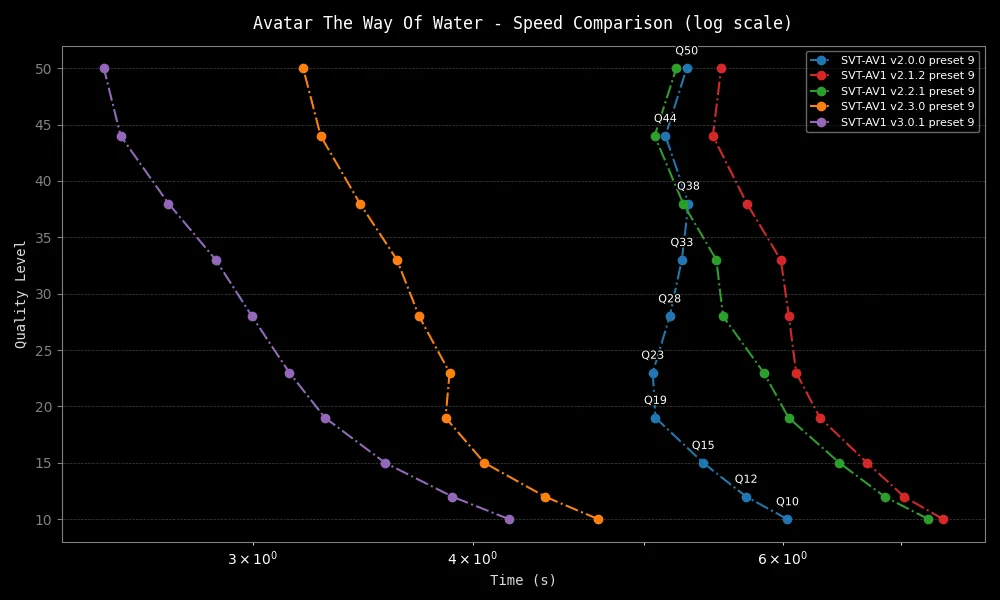 Avatar The Way Of Water - Speed Comparison (log scale)
SVT-AV1 v2.0.0 preset 9
SVT-AV1 v2.1.2 preset 9
SVT-AV1 v2.2.1 preset 9
SVT-AV1 v2.3.0 preset 9
SVT-AV1 v3.0.1 preset 9
Quality Level
50
45
40
35
30
25
20
15
10
Q50
Q44
Q38
Q33
Q28
Q23
Q19
Q15
Q12
Q10
3 × 10⁰
4 × 10⁰
6 × 10⁰
Time (s)